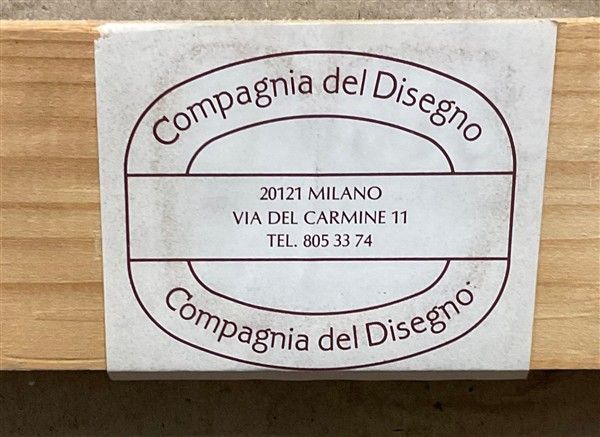 Compagnia del Disegno
20121 MILANO
VIA DEL CARMINE 11
TEL. 805 33 74
Compagnia del Disegno